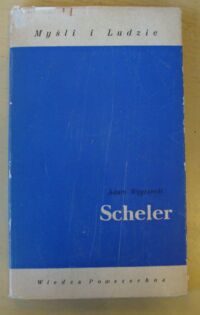 Myśli i Ludzie
Adam Węgrzecki
Scheler
Wiedza Powszechna